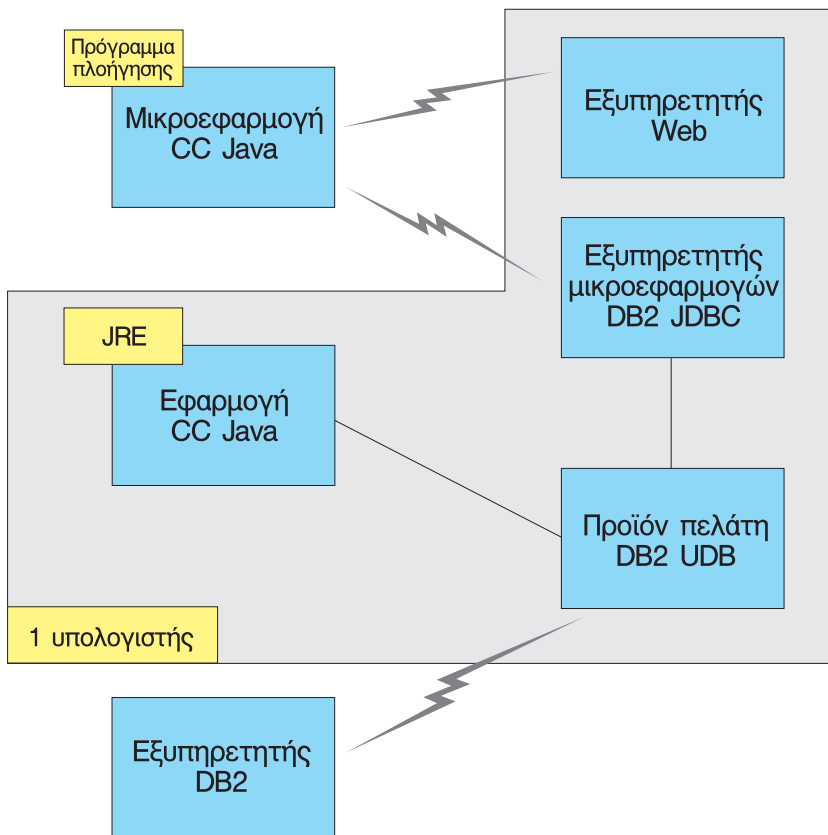 Πρόγραμμα
πλοήγησης
Μικροεφαρμογή
CC Java
Εξυπηρετητής
Web
Εξυπηρετητής
μικροεφαρμογών
DB2 JDBC
JRE
Εφαρμογή
CC Java
Προϊόν πελάτη
DB2 UDB
1 υπολογιστής
Εξυπηρετητής
DB2